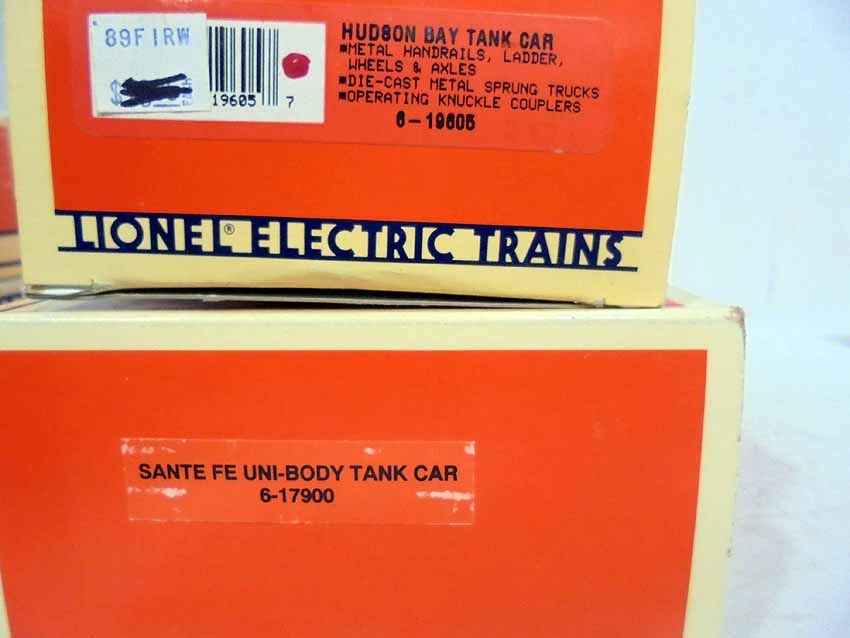 89FIRW
19605 7
HUDSON BAY TANK CAR
*METAL HANDRAILS, LADDER,
WHEELS & AXLES
*DIE-CAST METAL SPRUNG TRUCKS
*OPERATING KNUCKLE COUPLERS
6-19605
LIONEL® ELECTRIC TRAINS
SANTE FE UNI-BODY TANK CAR
6-17900